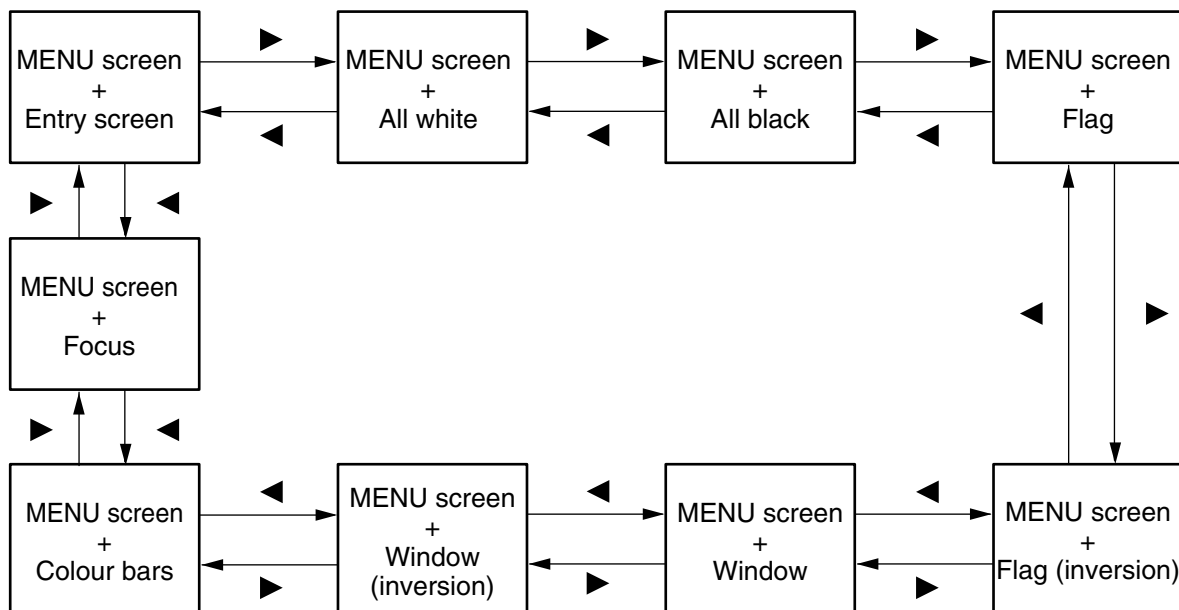 MENU screen
+
Entry screen
MENU screen
+
All white
MENU screen
+
All black
MENU screen
+
Flag
MENU screen
+
Focus
MENU screen
+
Colour bars
MENU screen
+
Window
(inversion)
MENU screen
+
Window
MENU screen
+
Flag (inversion)